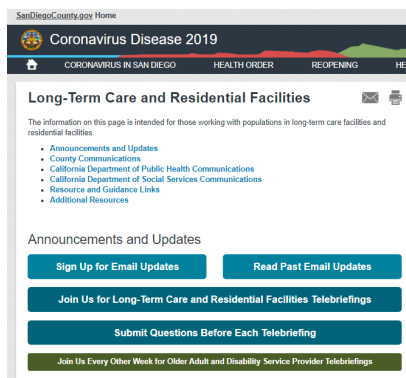 SanDiegoCounty.gov Home
Coronavirus Disease 2019
CORONAVIRUS IN SAN DIEGO HEALTH ORDER REOPENING HE
Long-Term Care and Residential Facilities
The information on this page is intended for those working with populations in long-term care facilities and
residential facilities.
Announcements and Updates
County Communications
California Department of Public Health Communications
California Department of Social Services Communications
Resource and Guidance Links
Additional Resources
Announcements and Updates
Sign Up for Email Updates Read Past Email Updates
Join Us for Long-Term Care and Residential Facilities Telebriefings
Submit Questions Before Each Telebriefing
Join Us Every Other Week for Older Adult and Disability Service Provider Telebriefings